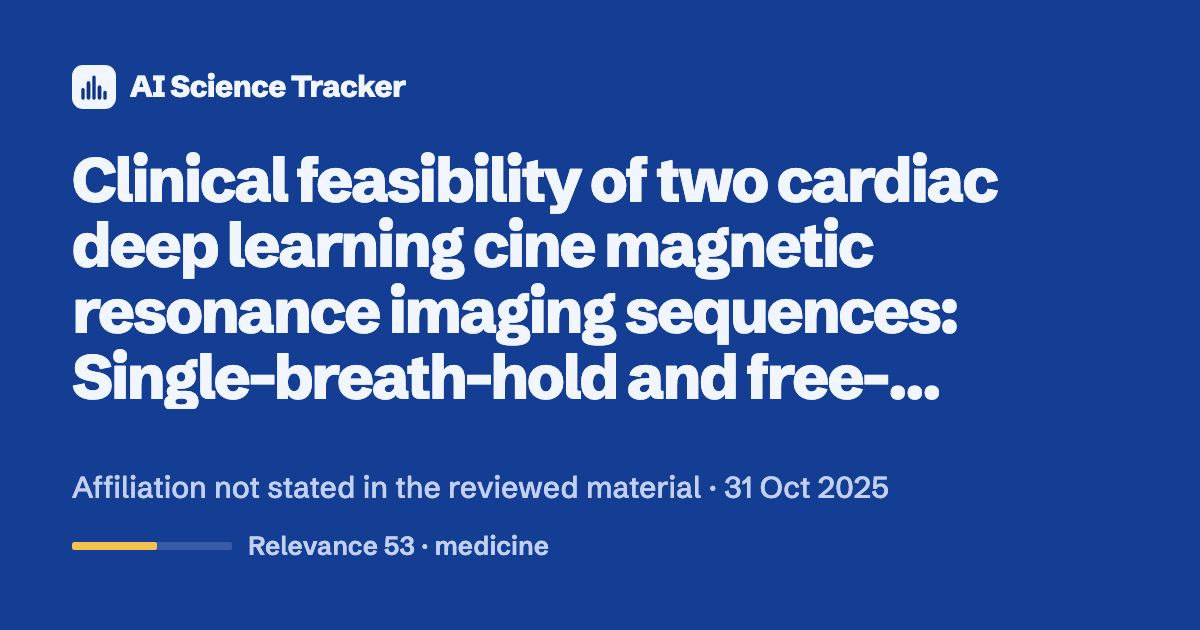 AI Science Tracker
Clinical feasibility of two cardiac
deep learning cine magnetic
resonance imaging sequences:
Single-breath-hold and free-...
Affiliation not stated in the reviewed material · 31 Oct 2025
Relevance 53 · medicine